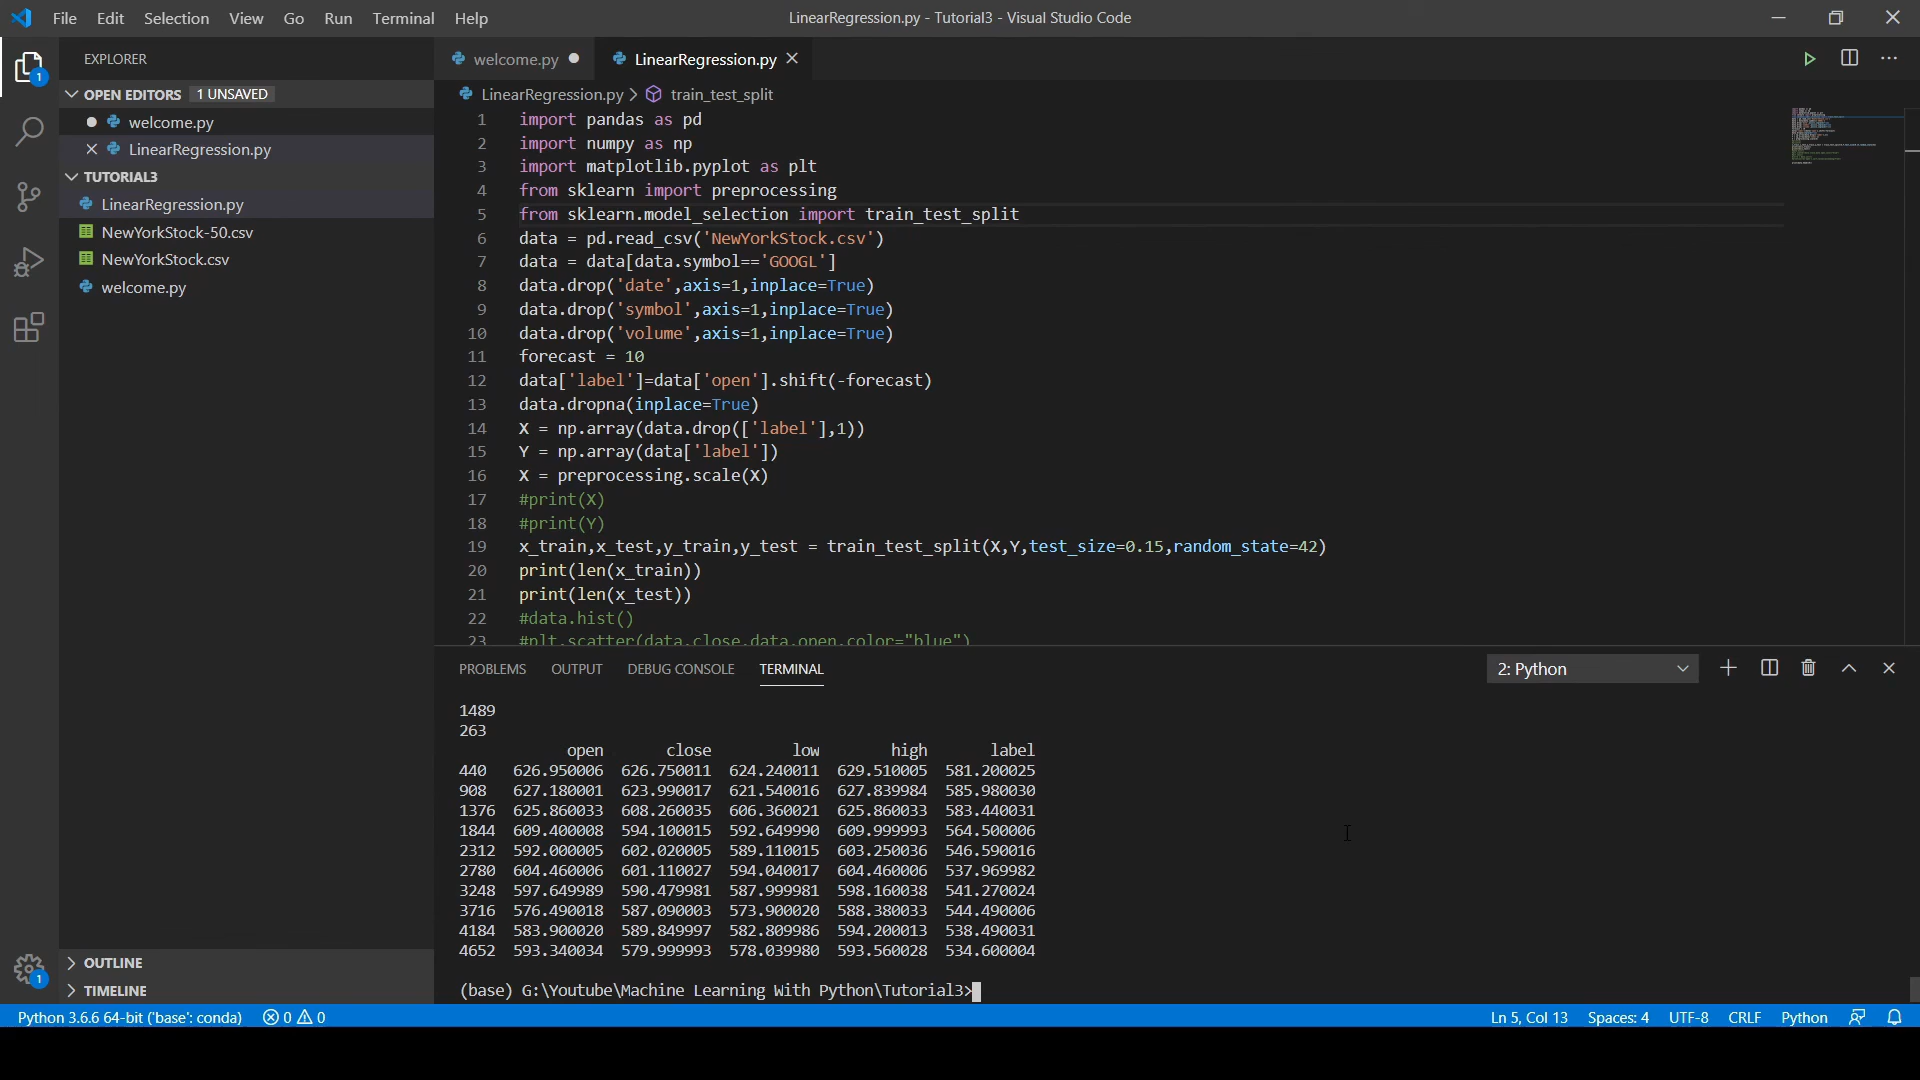 File Edit Selection View Go Run Terminal Help
LinearRegression.py - Tutorial3 - Visual Studio Code
EXPLORER
OPEN EDITORS 1 UNSAVED
welcome.py
LinearRegression.py
TUTORIAL3
LinearRegression.py
NewYorkStock-50.csv
NewYorkStock.csv
welcome.py
OUTLINE
TIMELINE
1
1
welcome.py LinearRegression.py
LinearRegression.py > train_test_split
1 import pandas as pd
2 import numpy as np
3 import matplotlib.pyplot as plt
4 from sklearn import preprocessing
5 from sklearn.model_selection import train_test_split
6 data = pd.read_csv('NewYorkStock.csv')
7 data = data[data.symbol=='GOOGL']
8 data.drop('date',axis=1,inplace=True)
9 data.drop('symbol',axis=1,inplace=True)
10 data.drop('volume',axis=1,inplace=True)
11 forecast = 10
12 data['label']=data['open'].shift(-forecast)
13 data.dropna(inplace=True)
14 X = np.array(data.drop(['label'],1))
15 Y = np.array(data['label'])
16 X = preprocessing.scale(X)
17 #print(X)
18 #print(Y)
19 x_train,x_test,y_train,y_test = train_test_split(X,Y,test_size=0.15,random_state=42)
20 print(len(x_train))
21 print(len(x_test))
22 #data.hist()
23 #plt.scatter(data.close,data.open,color="blue")
PROBLEMS OUTPUT DEBUG CONSOLE TERMINAL 2: Python
1489
263
open close low high label
440 626.950006 626.750011 624.240011 629.510005 581.200025
908 627.180001 623.990017 621.540016 627.839984 585.980030
1376 625.860033 608.260035 606.360021 625.860033 583.440031
1844 609.400008 594.100015 592.649990 609.999993 564.500006
2312 592.000005 602.020005 589.110015 603.250036 546.590016
2780 604.460006 601.110027 594.040017 604.460006 537.969982
3248 597.649989 590.479981 587.999981 598.160038 541.270024
3716 576.490018 587.090003 573.900020 588.380033 544.490006
4184 583.900020 589.849997 582.809986 594.200013 538.490031
4652 593.340034 579.999993 578.039980 593.560028 534.600004
(base) G:\Youtube\Machine Learning With Python\Tutorial3>
Python 3.6.6 64-bit ('base': conda) 0 0 Ln 5, Col 13 Spaces: 4 UTF-8 CRLF Python